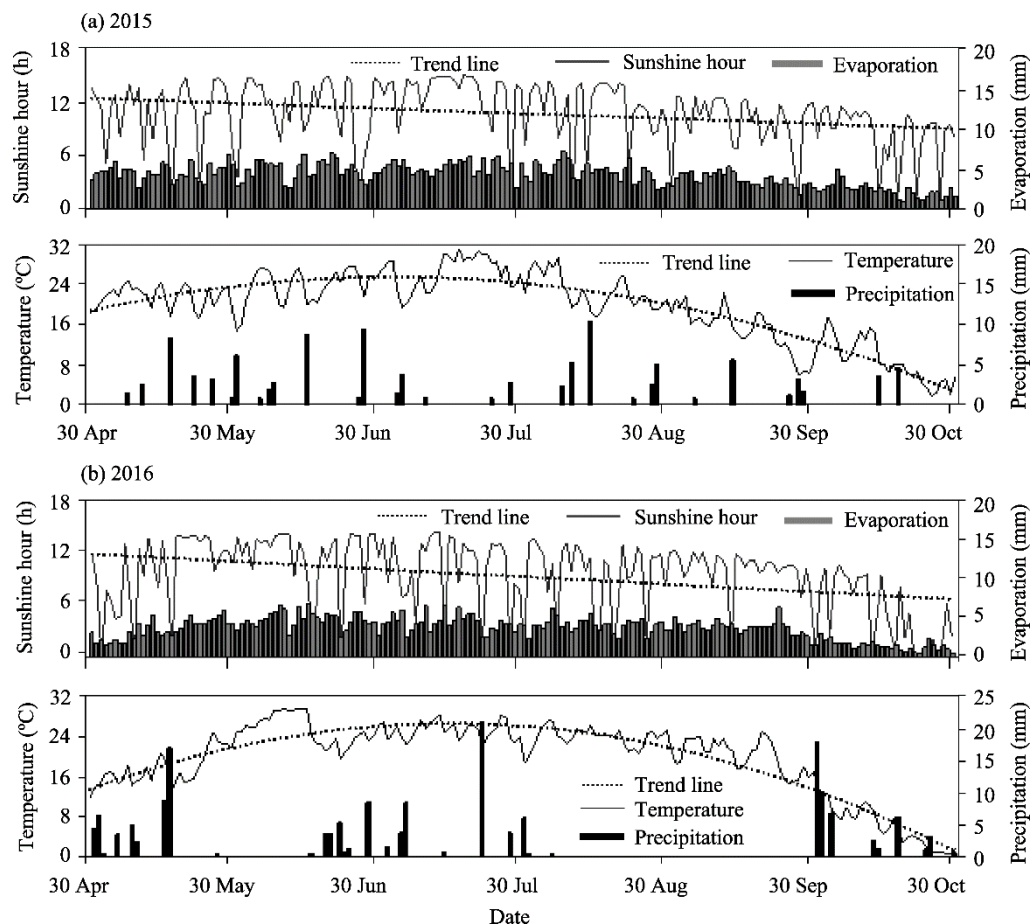 (a) 2015
18 20
Trend line Sunshine hour Evaporation
12 15
10
6
5
0 0
Sunshine hour (h) Evaporation (mm)
32 20
Trend line Temperature
24 15
Precipitation
16 10
8 5
0 0
Temperature (ºC) Precipitation (mm)
30 Apr 30 May 30 Jun 30 Jul 30 Aug 30 Sep 30 Oct
(b) 2016
18 20
Trend line Sunshine hour Evaporation
12 15
10
6
5
0 0
Sunshine hour (h) Evaporation (mm)
32 25
24 20
15
16 Trend line
Temperature 10
8 Precipitation
5
0 0
Temperature (ºC) Precipitation (mm)
30 Apr 30 May 30 Jun 30 Jul 30 Aug 30 Sep 30 Oct
Date